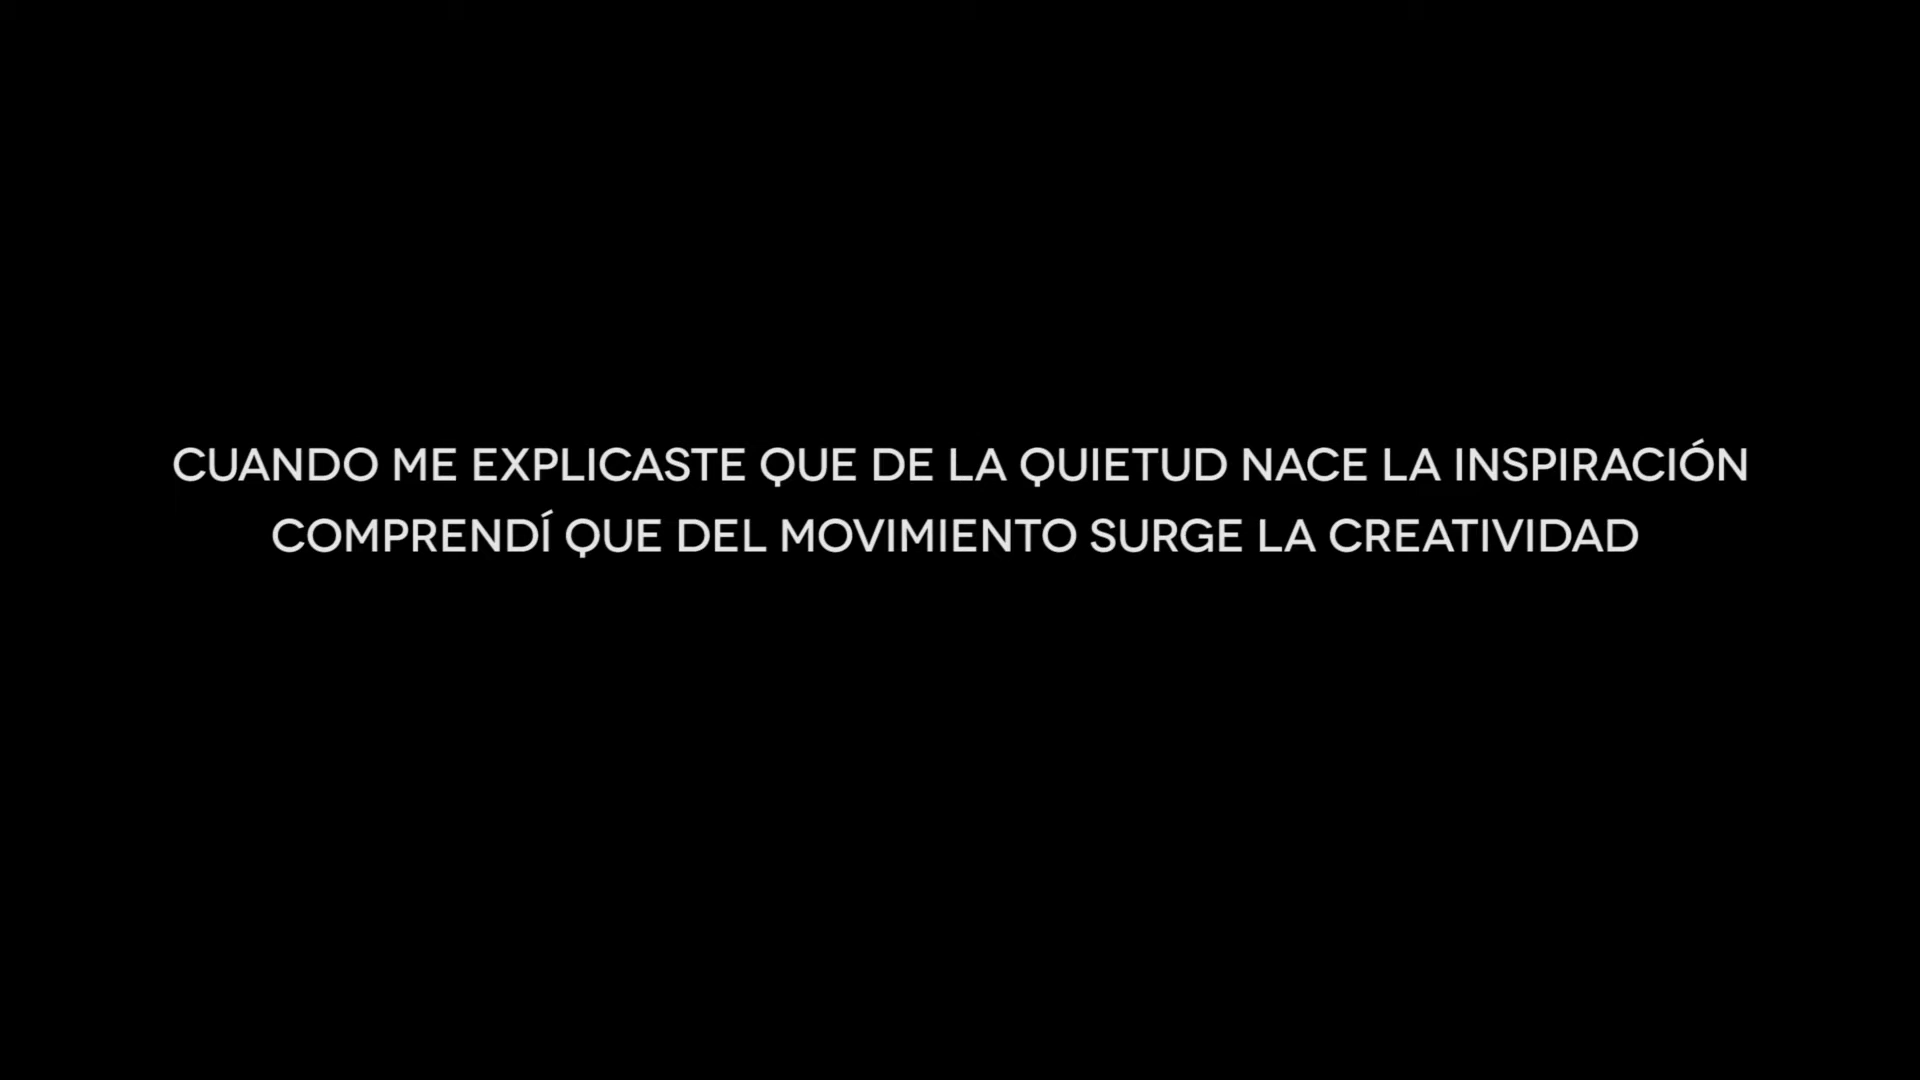 CUANDO ME EXPLICASTE QUE DE LA QUIETUD NACE LA INSPIRACIÓN
COMPRENDÍ QUE DEL MOVIMIENTO SURGE LA CREATIVIDAD